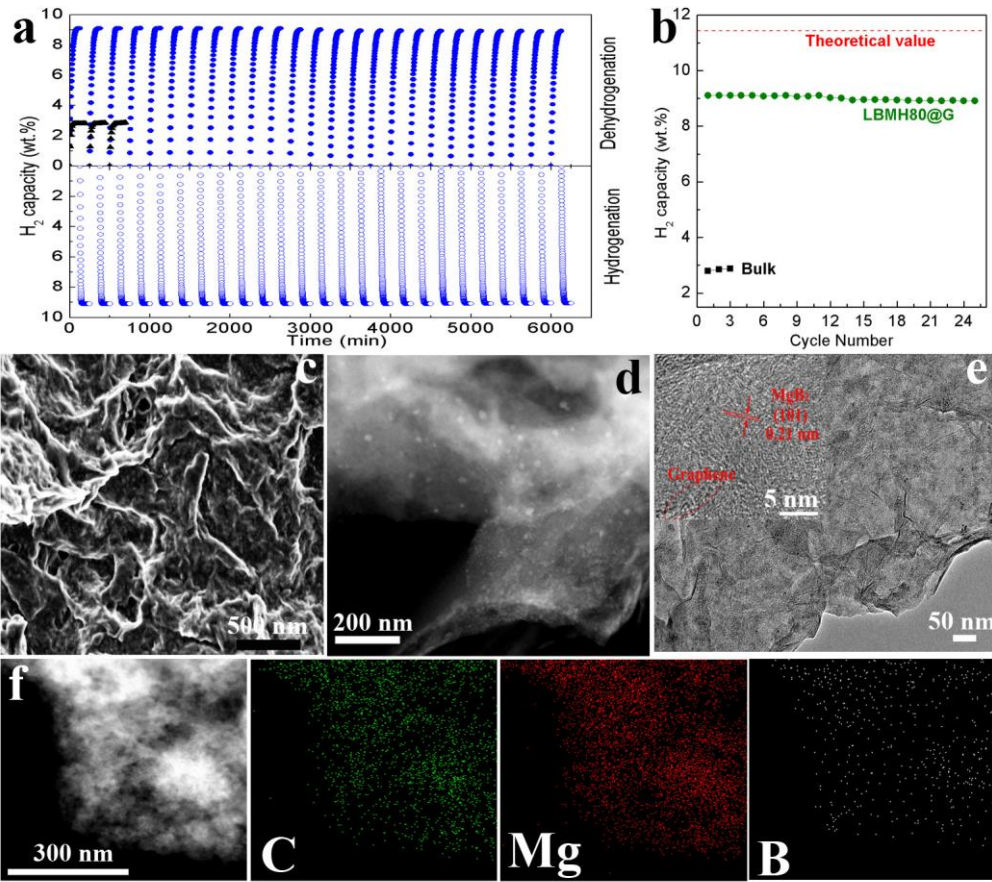 a
H2 capacity (wt.%)
10
8
6
4
2
0
2
4
6
8
10
0
1000
2000
3000
4000
5000
6000
Time (min)
Dehydrogenation
Hydrogenation
b
H2 capacity (wt.%)
12
10
8
6
4
2
Theoretical value
LBMH80@G
Bulk
0 3 6 9 12 15 18 21 24
Cycle Number
c
500 nm
d
200 nm
e
MgB2
(101)
0.21 nm
Graphene
5 nm
50 nm
f
300 nm
C
Mg
B